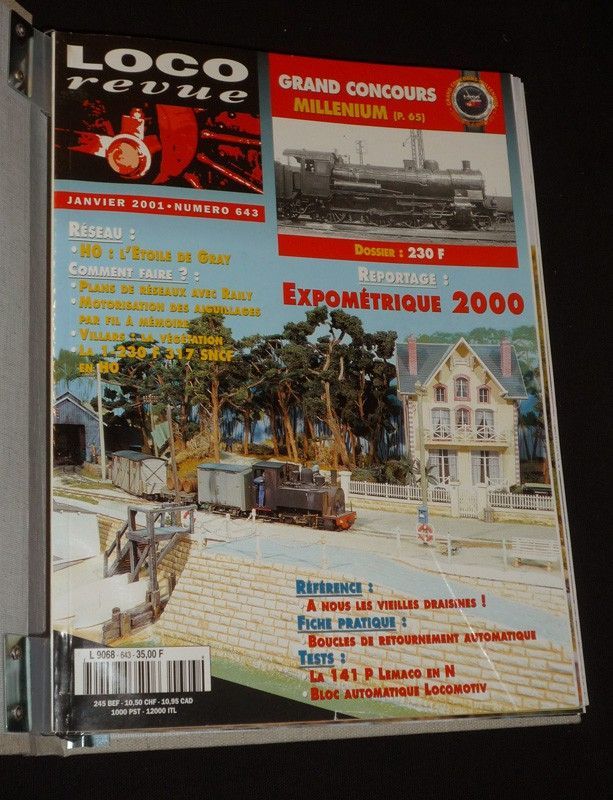 LOCO
revue
GRAND CONCOURS
MILLENIUM (P. 65)
JANVIER 2001 • NUMERO 643
DOSSIER : 230 F
RÉSEAU :
• HO : L'ÉTOILE DE GRAY
COMMENT FAIRE ? :
• PLANS DE RÉSEAUX AVEC RAILY
• MOTORISATION DES AIGUILLAGES
PAR FIL À MÉMOIRE
• VILLARS : LA VÉGÉTATION
LA 1-230 F 317 SNCF
EN HO
REPORTAGE :
EXPOMÉTRIQUE 2000
RÉFÉRENCE :
• A NOUS LES VIEILLES DRAISINES !
FICHE PRATIQUE :
• BOUCLES DE RETOURNEMENT AUTOMATIQUE
TESTS :
• LA 141 P LEMACO EN N
• BLOC AUTOMATIQUE LOCOMOTIV
L 9068 - 643 - 35,00 F
245 BEF - 10,50 CHF - 10,95 CAD
1000 PST - 12000 ITL